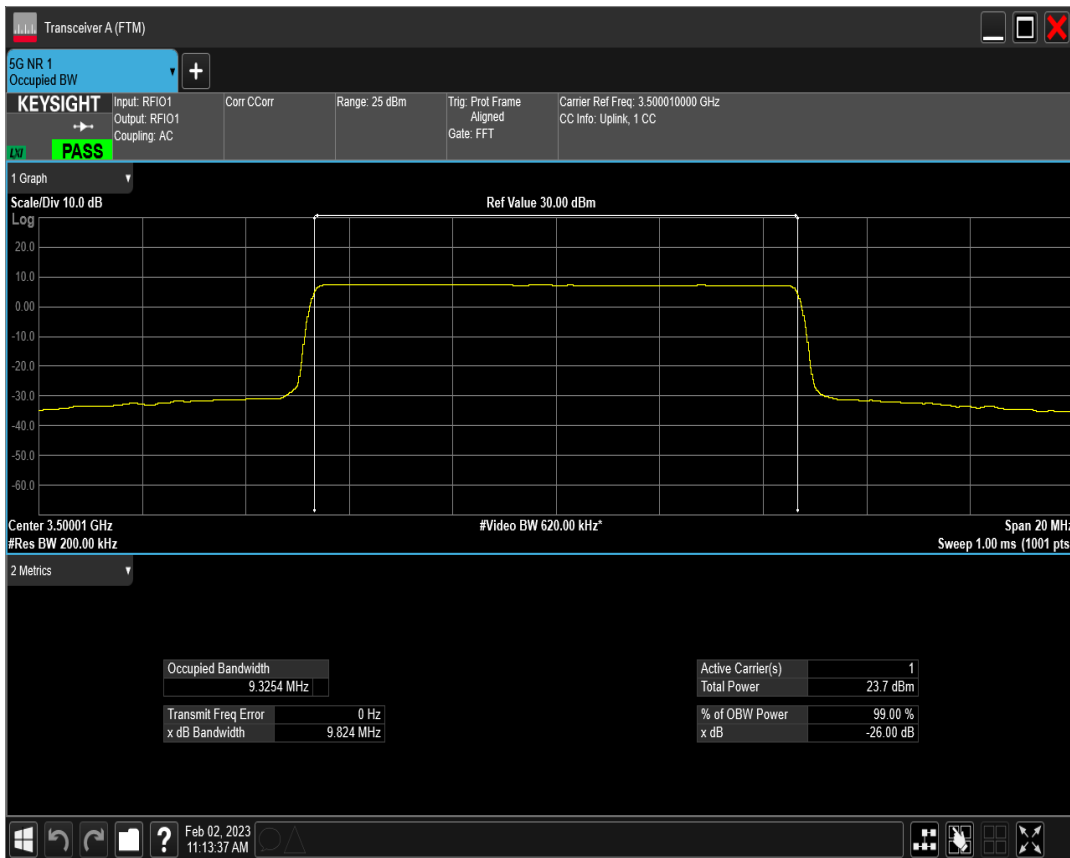 Transceiver A (FTM)
5G NR 1
Occupied BW
+
KEYSIGHT
LXI
PASS
Input: RFIO1
Output: RFIO1
Coupling: AC
Corr CCorr
Range: 25 dBm
Trig: Prot Frame
Aligned
Gate: FFT
Carrier Ref Freq: 3.500010000 GHz
CC Info: Uplink, 1 CC
1 Graph
Scale/Div 10.0 dB
Ref Value 30.00 dBm
Log
20.0
10.0
0.00
-10.0
-20.0
-30.0
-40.0
-50.0
-60.0
Center 3.50001 GHz
#Video BW 620.00 kHz*
Span 20 MHz
#Res BW 200.00 kHz
Sweep 1.00 ms (1001 pts
2 Metrics
Occupied Bandwidth
9.3254 MHz
Transmit Freq Error 0 Hz
x dB Bandwidth 9.824 MHz
Active Carrier(s) 1
Total Power 23.7 dBm
% of OBW Power 99.00 %
x dB -26.00 dB
?
Feb 02, 2023
11:13:37 AM